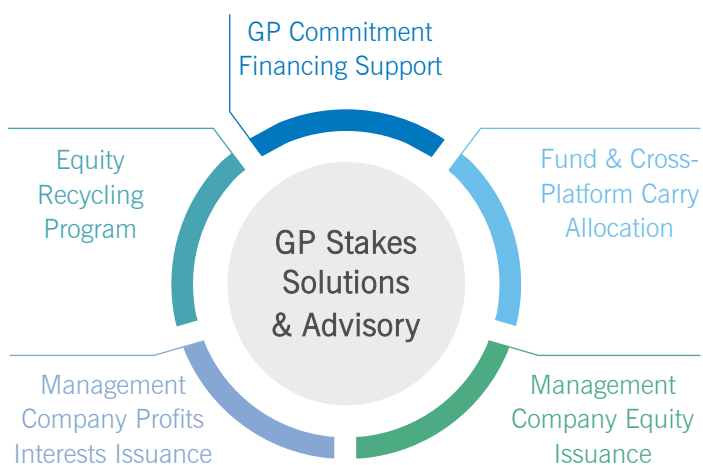 GP Commitment
Financing Support
Equity
Recycling
Program
Fund & Cross-
Platform Carry
Allocation
GP Stakes
Solutions
& Advisory
Management
Company Profits
Interests Issuance
Management
Company Equity
Issuance